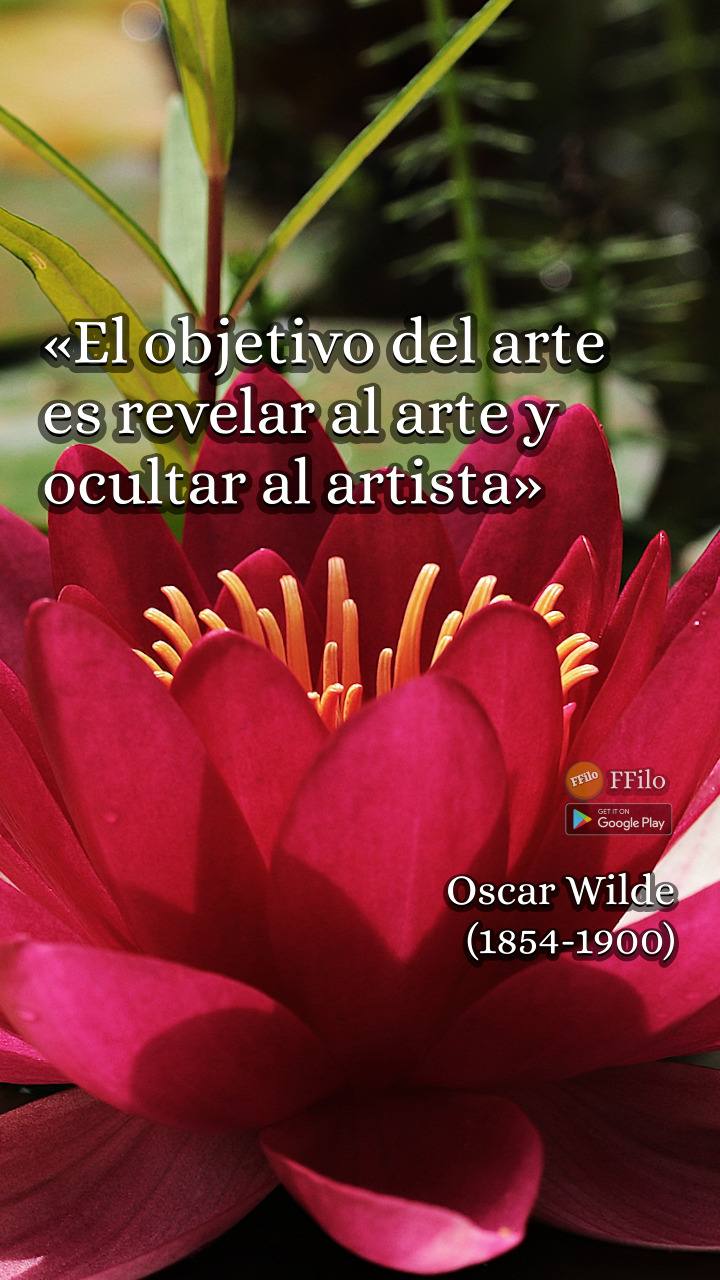 «El objetivo del arte
es revelar al arte y
ocultar al artista»
FFilo FFilo
GET IT ON
Google Play
Oscar Wilde
(1854-1900)